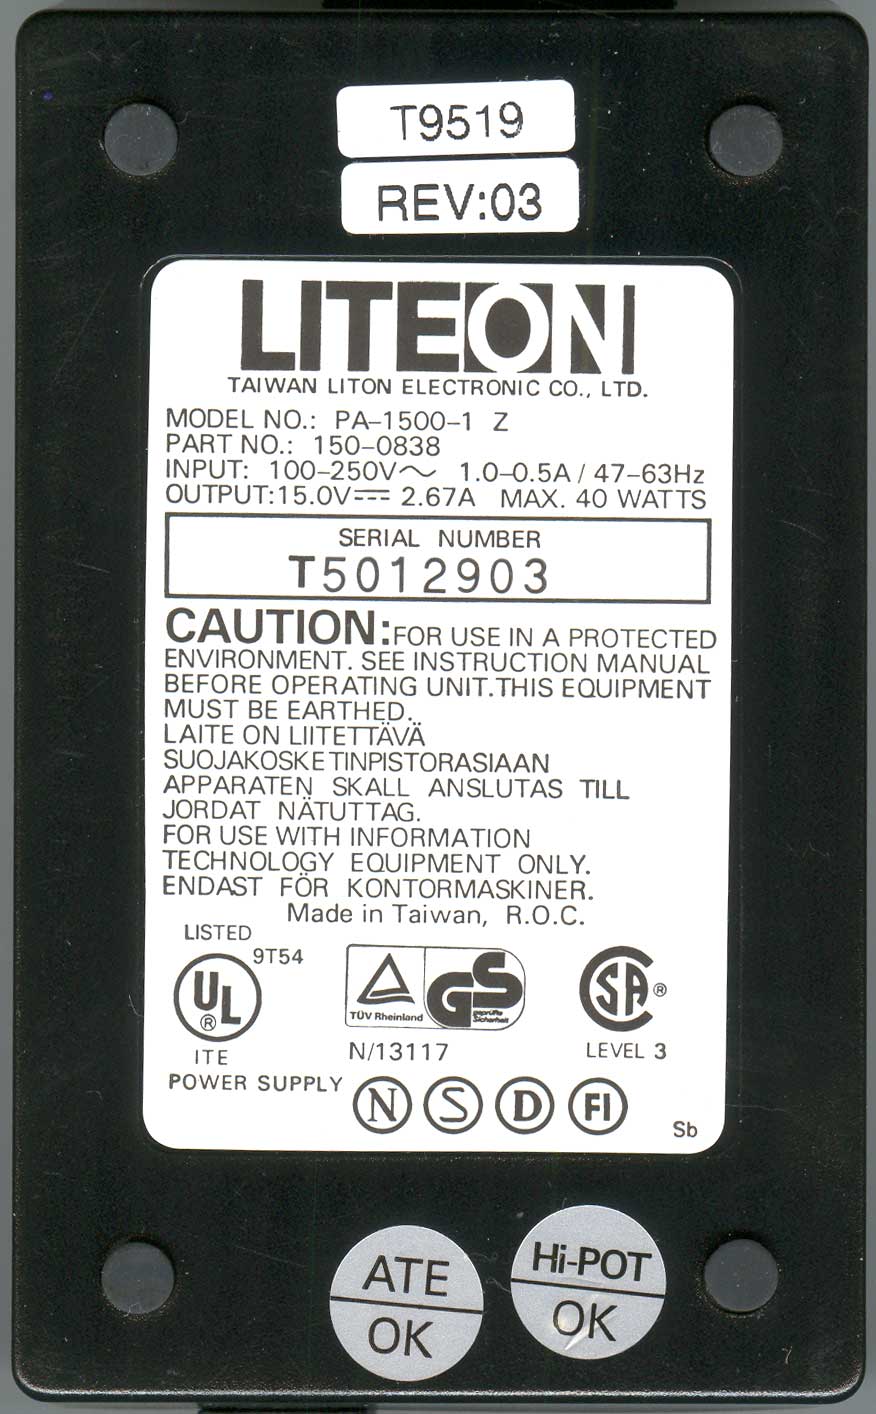 T9519
REV:03
LITEON
TAIWAN LITON ELECTRONIC CO., LTD.
MODEL NO.: PA-1500-1 Z
PART NO.: 150-0838
INPUT: 100-250V∼ 1.0-0.5A / 47-63Hz
OUTPUT:15.0V⎓ 2.67A MAX. 40 WATTS
SERIAL NUMBER
T5012903
CAUTION:FOR USE IN A PROTECTED
ENVIRONMENT. SEE INSTRUCTION MANUAL
BEFORE OPERATING UNIT.THIS EQUIPMENT
MUST BE EARTHED.
LAITE ON LIITETTÄVÄ
SUOJAKOSKETINPISTORASIAAN
APPARATEN SKALL ANSLUTAS TILL
JORDAT NÄTUTTAG.
FOR USE WITH INFORMATION
TECHNOLOGY EQUIPMENT ONLY.
ENDAST FÖR KONTORMASKINER.
Made in Taiwan, R.O.C.
LISTED
9T54
UL ®
ITE
POWER SUPPLY
TÜV Rheinland
GS
geprüfte
Sicherheit
N/13117
SA ®
LEVEL 3
N S D FI
Sb
ATE
OK
Hi-POT
OK